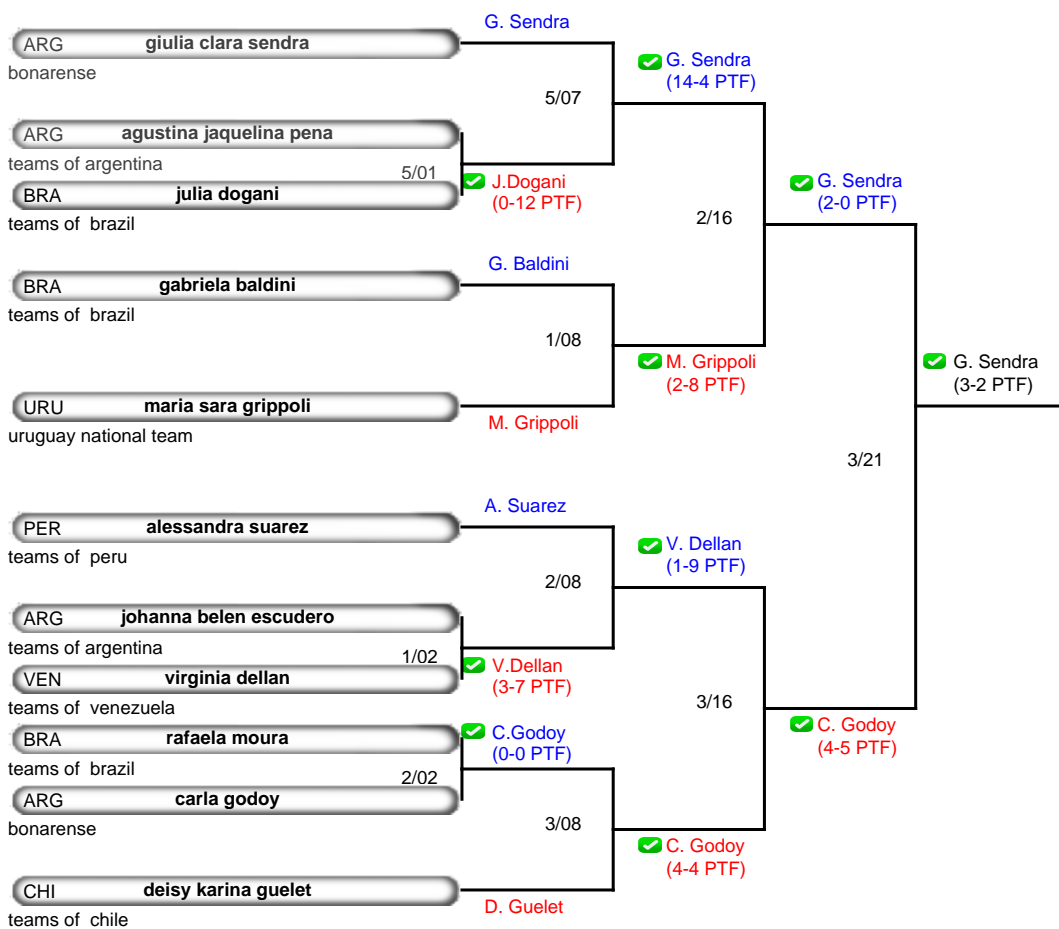 G. Sendra
ARG giulia clara sendra
bonarense
G. Sendra
(14-4 PTF)
5/07
ARG agustina jaquelina pena
teams of argentina
5/01
J.Dogani
(0-12 PTF)
BRA julia dogani
teams of brazil
G. Sendra
(2-0 PTF)
2/16
G. Baldini
BRA gabriela baldini
teams of brazil
1/08
M. Grippoli
(2-8 PTF)
URU maria sara grippoli
uruguay national team
M. Grippoli
G. Sendra
(3-2 PTF)
3/21
A. Suarez
PER alessandra suarez
teams of peru
V. Dellan
(1-9 PTF)
2/08
ARG johanna belen escudero
teams of argentina
1/02
V.Dellan
(3-7 PTF)
VEN virginia dellan
teams of venezuela
3/16
C. Godoy
(4-5 PTF)
BRA rafaela moura
teams of brazil
C.Godoy
(0-0 PTF)
2/02
ARG carla godoy
bonarense
3/08
C. Godoy
(4-4 PTF)
CHI deisy karina guelet
teams of chile
D. Guelet